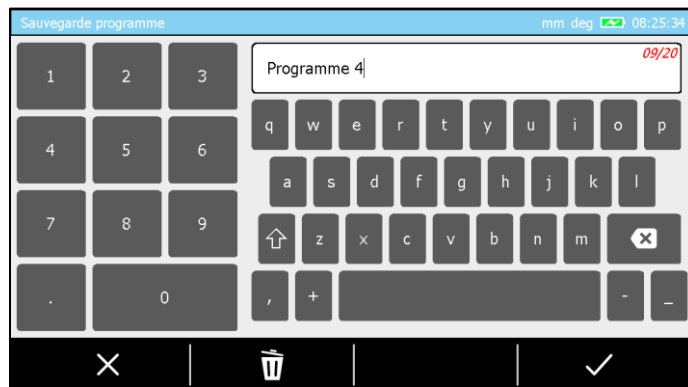 Sauvegarde programme mm deg 08:25:34
09/20
Programme 4
1 2 3
4 5 6
7 8 9
. 0
q w e r t y u i o p
a s d f g h j k l
z x c v b n m
, + - _